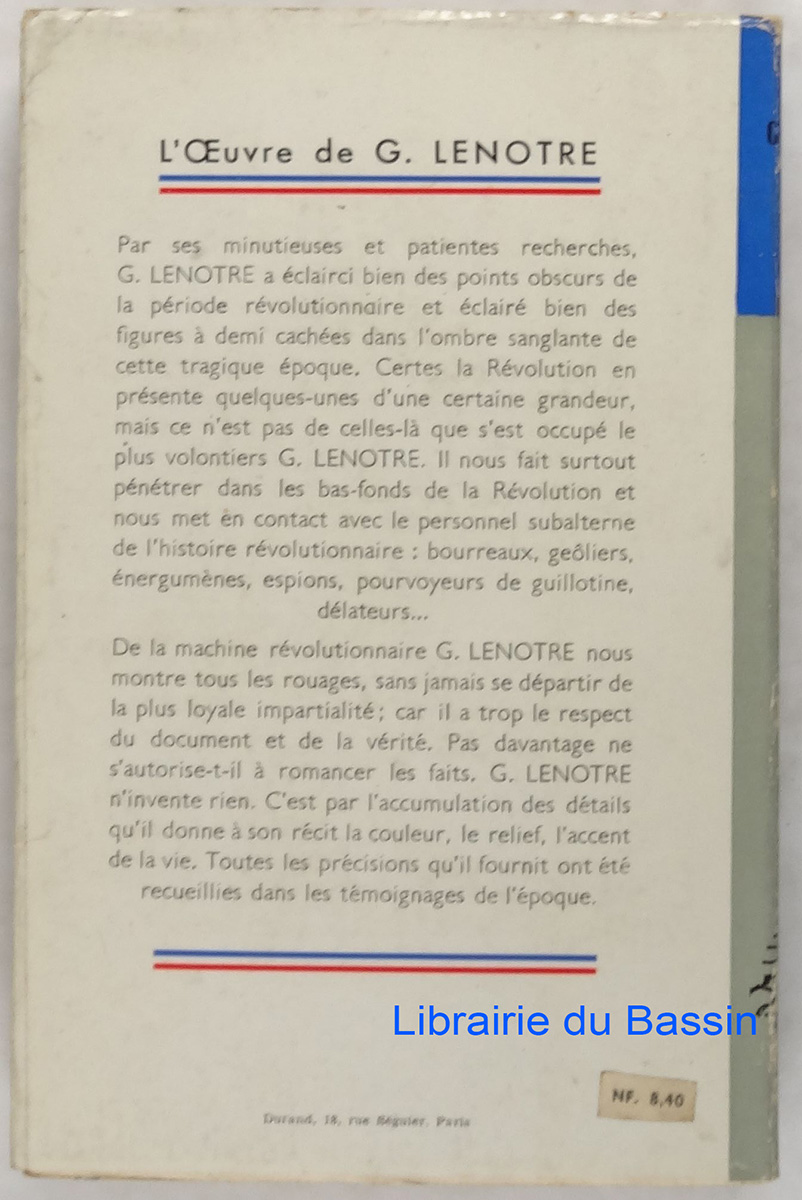 L'Œuvre de G. LENOTRE
Par ses minutieuses et patientes recherches,
G. LENOTRE a éclairci bien des points obscurs de
la période révolutionnaire et éclairé bien des
figures à demi cachées dans l'ombre sanglante de
cette tragique époque. Certes la Révolution en
présente quelques-unes d'une certaine grandeur,
mais ce n'est pas de celles-là que s'est occupé le
plus volontiers G. LENOTRE. Il nous fait surtout
pénétrer dans les bas-fonds de la Révolution et
nous met en contact avec le personnel subalterne
de l'histoire révolutionnaire : bourreaux, geôliers,
énergumènes, espions, pourvoyeurs de guillotine,
délateurs...
De la machine révolutionnaire G. LENOTRE nous
montre tous les rouages, sans jamais se départir de
la plus loyale impartialité ; car il a trop le respect
du document et de la vérité. Pas davantage ne
s'autorise-t-il à romancer les faits. G. LENOTRE
n'invente rien. C'est par l'accumulation des détails
qu'il donne à son récit la couleur, le relief, l'accent
de la vie. Toutes les précisions qu'il fournit ont été
recueillies dans les témoignages de l'époque.
Librairie du Bassin
NF. 8,40
Durand, 18, rue Séguier, Paris